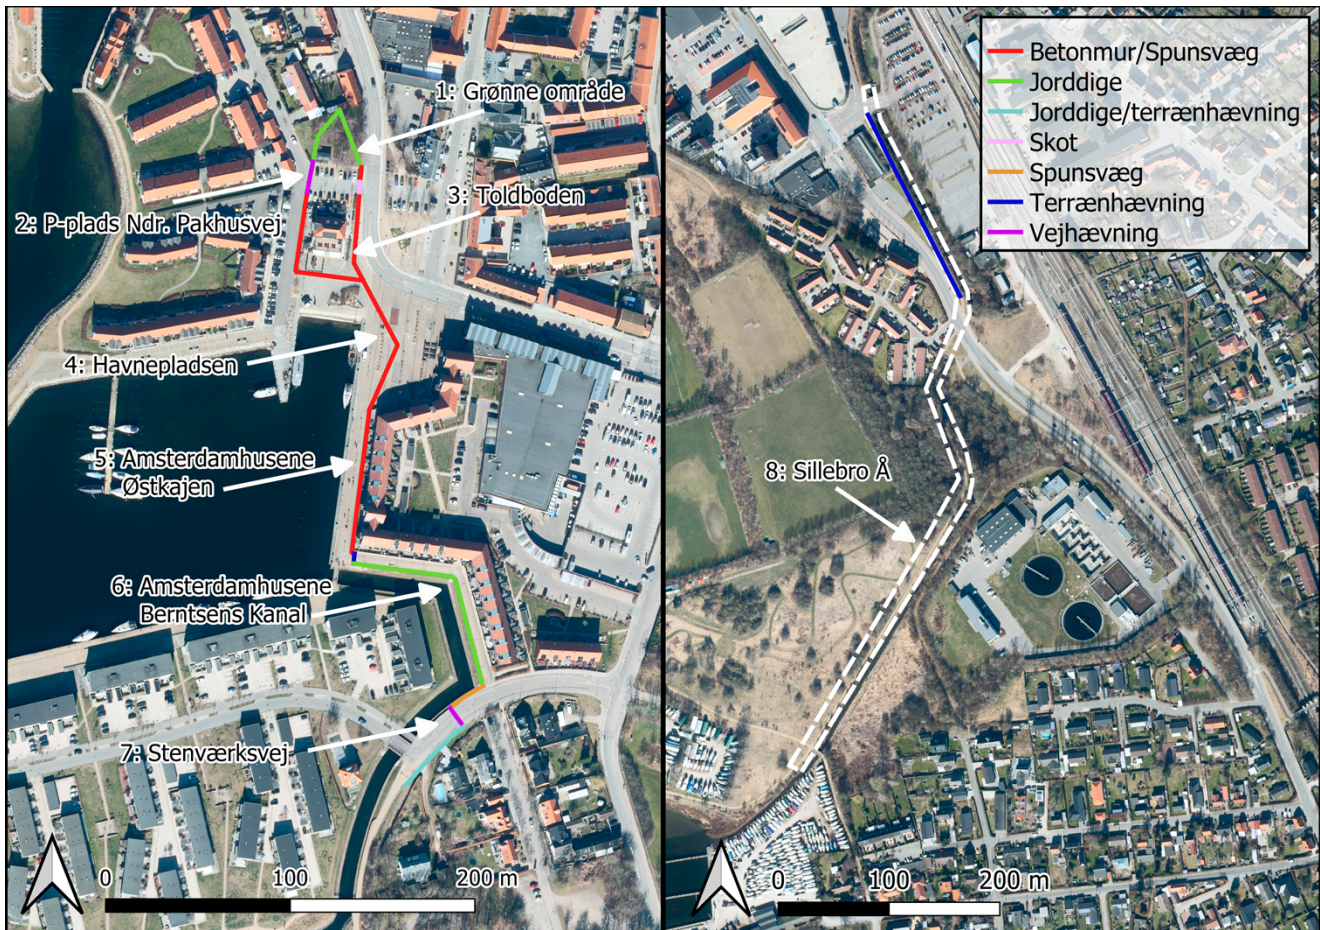 1: Grønne område
2: P-plads Ndr. Pakhusvej
3: Toldboden
4: Havnepladsen
5: Amsterdamhusene
Østkajen
6: Amsterdamhusene
Berntsens Kanal
7: Stenværksvej
0 100 200 m
Betonmur/Spunsvæg
Jorddige
Jorddige/terrænhævning
Skot
Spunsvæg
Terrænhævning
Vejhævning
8: Sillebro Å
0 100 200 m